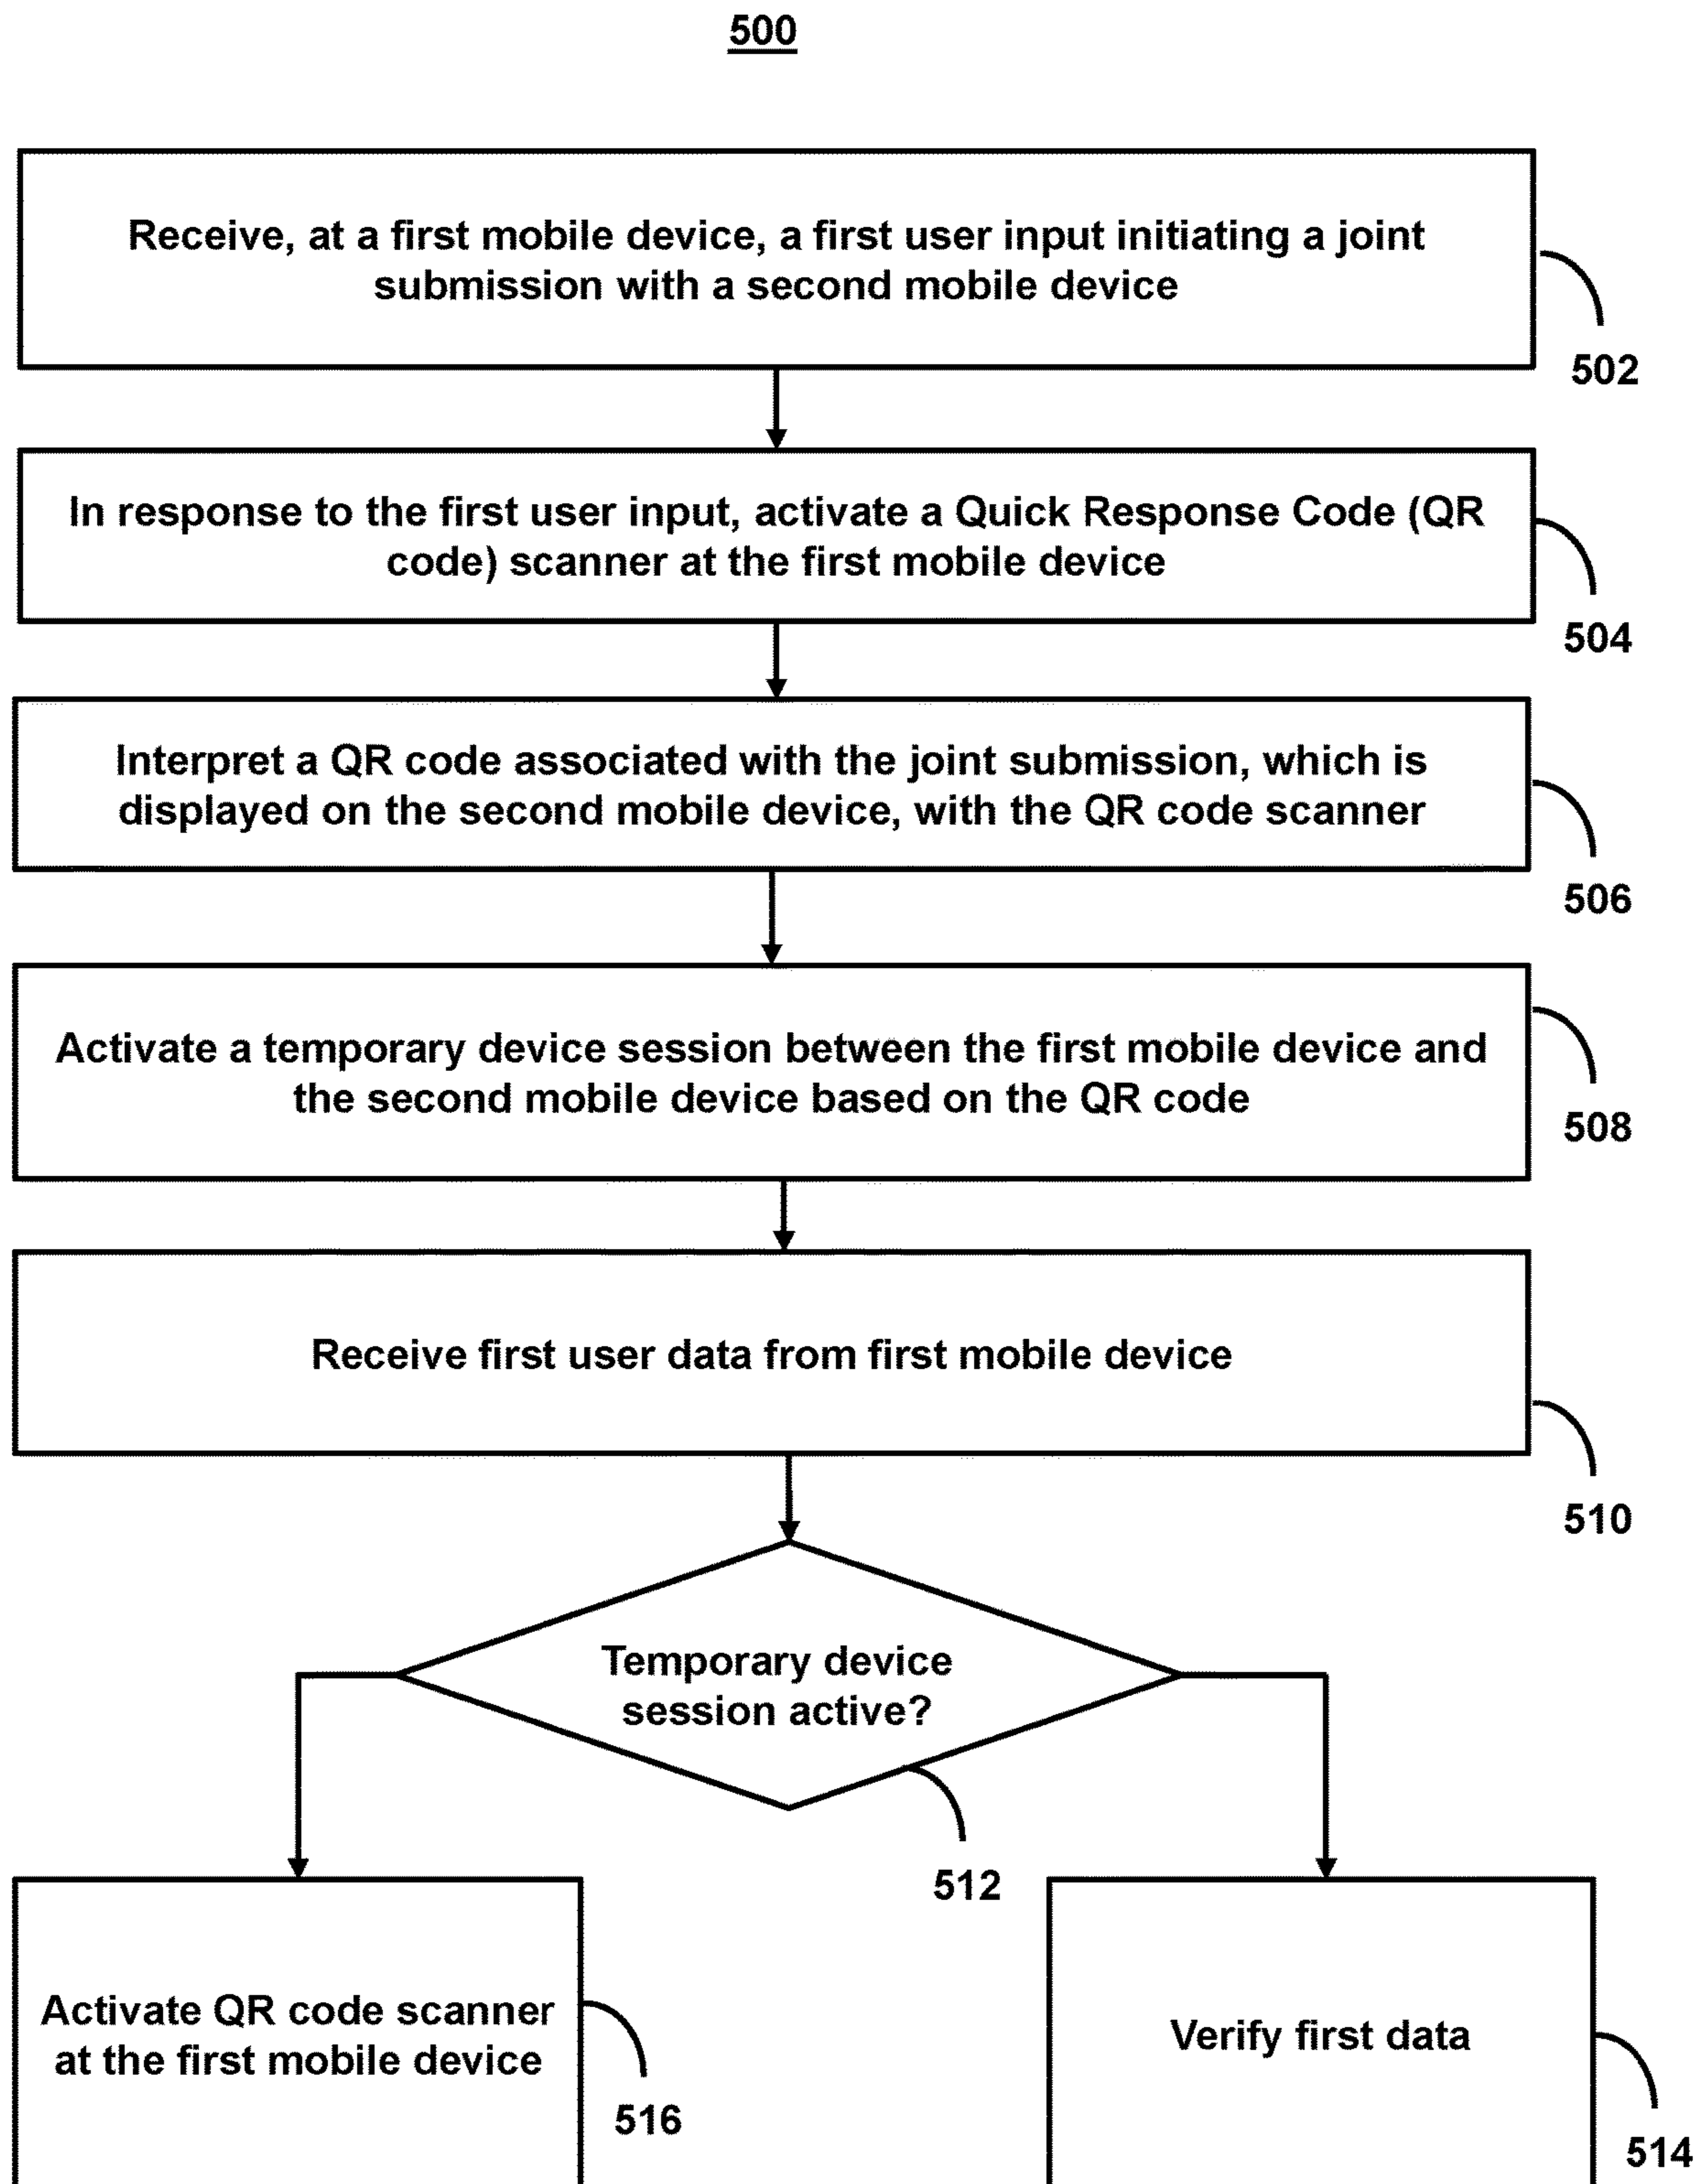 500
Receive, at a first mobile device, a first user input initiating a joint
submission with a second mobile device
502
In response to the first user input, activate a Quick Response Code (QR
code) scanner at the first mobile device
504
Interpret a QR code associated with the joint submission, which is
displayed on the second mobile device, with the QR code scanner
506
Activate a temporary device session between the first mobile device and
the second mobile device based on the QR code
508
Receive first user data from first mobile device
510
Temporary device
session active?
512
Activate QR code scanner
at the first mobile device
516
Verify first data
514